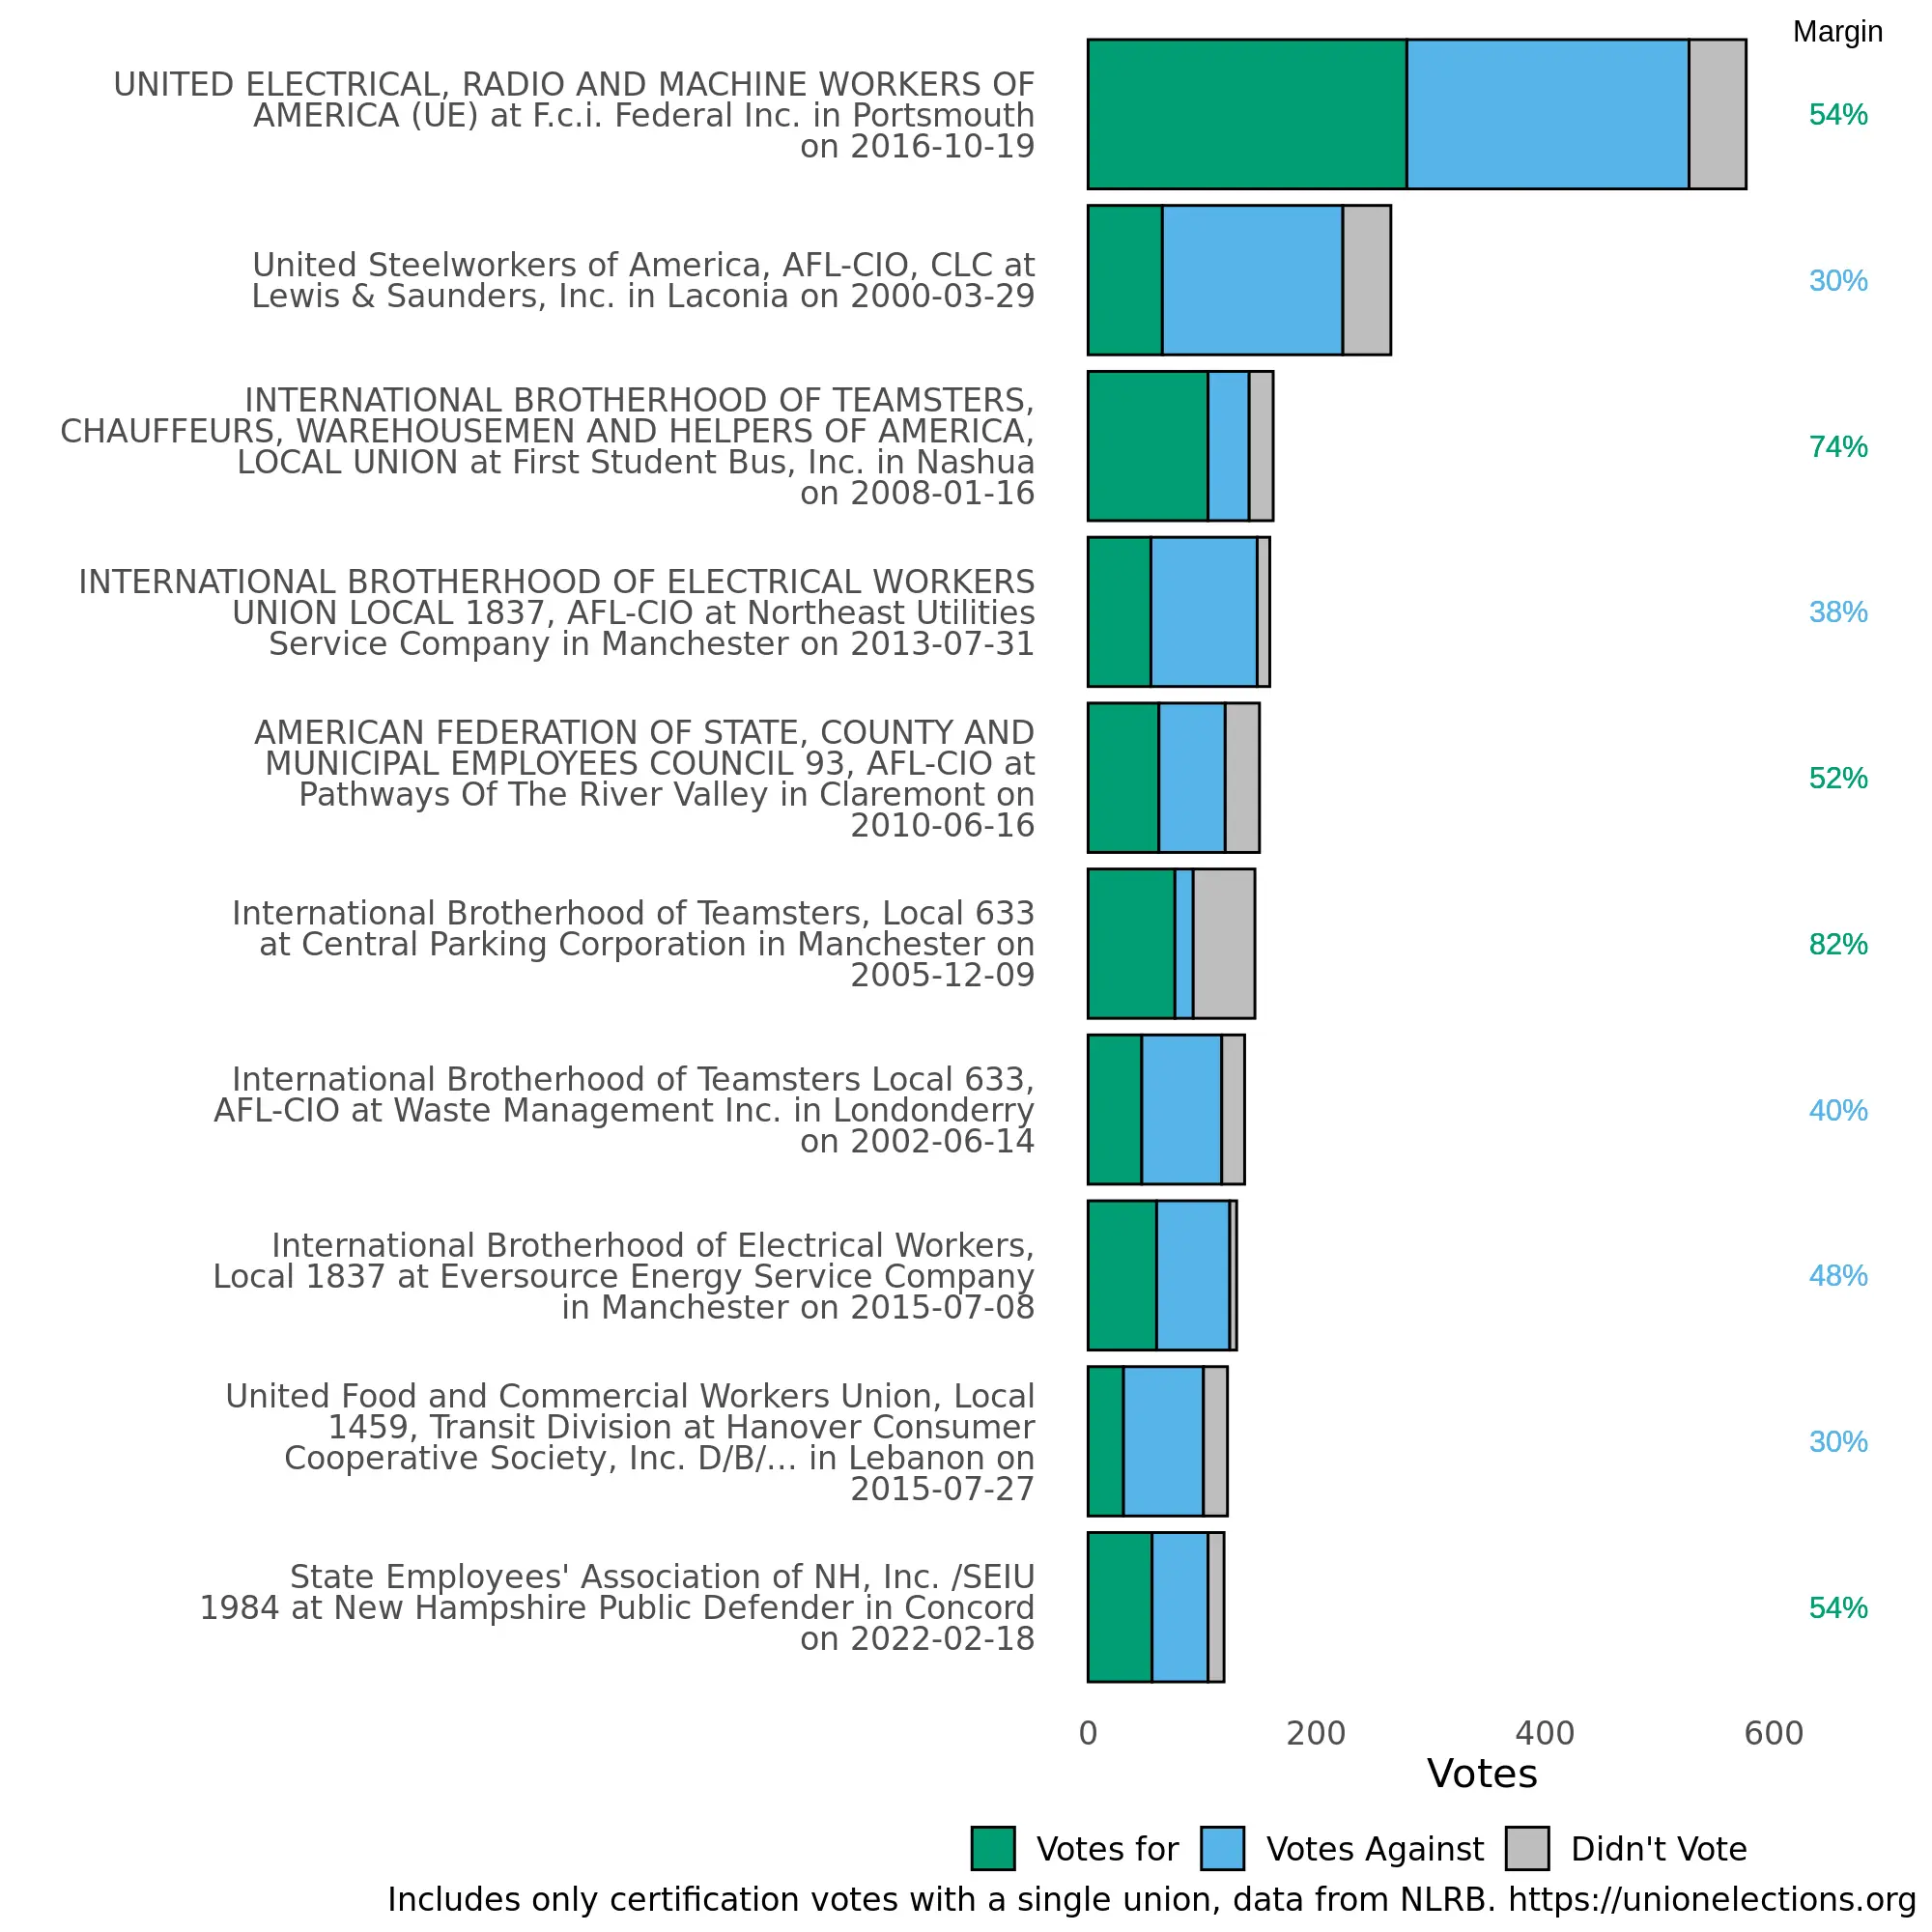 Margin
UNITED ELECTRICAL, RADIO AND MACHINE WORKERS OF
AMERICA (UE) at F.c.i. Federal Inc. in Portsmouth
on 2016-10-19
54%
United Steelworkers of America, AFL-CIO, CLC at
Lewis & Saunders, Inc. in Laconia on 2000-03-29
30%
INTERNATIONAL BROTHERHOOD OF TEAMSTERS,
CHAUFFEURS, WAREHOUSEMEN AND HELPERS OF AMERICA,
LOCAL UNION at First Student Bus, Inc. in Nashua
on 2008-01-16
74%
INTERNATIONAL BROTHERHOOD OF ELECTRICAL WORKERS
UNION LOCAL 1837, AFL-CIO at Northeast Utilities
Service Company in Manchester on 2013-07-31
38%
AMERICAN FEDERATION OF STATE, COUNTY AND
MUNICIPAL EMPLOYEES COUNCIL 93, AFL-CIO at
Pathways Of The River Valley in Claremont on
2010-06-16
52%
International Brotherhood of Teamsters, Local 633
at Central Parking Corporation in Manchester on
2005-12-09
82%
International Brotherhood of Teamsters Local 633,
AFL-CIO at Waste Management Inc. in Londonderry
on 2002-06-14
40%
International Brotherhood of Electrical Workers,
Local 1837 at Eversource Energy Service Company
in Manchester on 2015-07-08
48%
United Food and Commercial Workers Union, Local
1459, Transit Division at Hanover Consumer
Cooperative Society, Inc. D/B/... in Lebanon on
2015-07-27
30%
State Employees' Association of NH, Inc. /SEIU
1984 at New Hampshire Public Defender in Concord
on 2022-02-18
54%
0 200 400 600
Votes
Votes for Votes Against Didn't Vote
Includes only certification votes with a single union, data from NLRB. https://unionelections.org